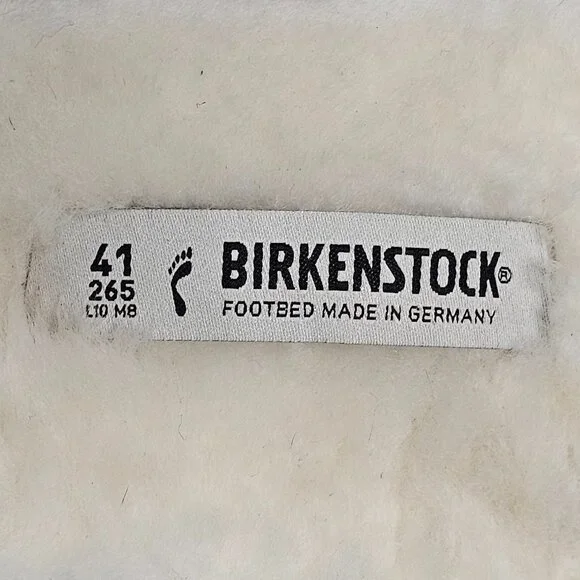 41
265
L10 M8
BIRKENSTOCK®
FOOTBED MADE IN GERMANY